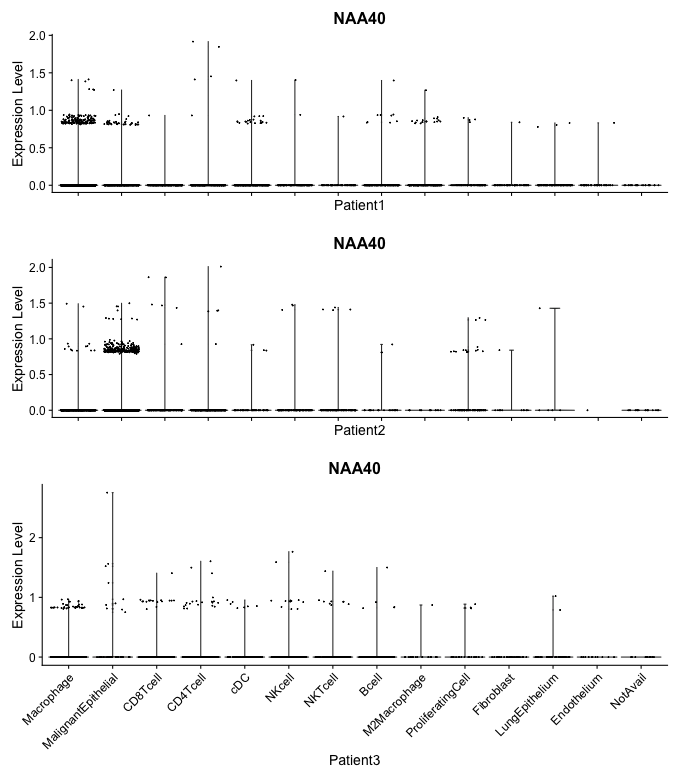 NAA40
Expression Level
2.0
1.5
1.0
0.5
0.0
Patient1
NAA40
Expression Level
2.0
1.5
1.0
0.5
0.0
Patient2
NAA40
Expression Level
2
1
0
Macrophage
MalignantEpithelial
CD8Tcell
CD4Tcell
cDC
NKcell
NKTcell
Bcell
M2Macrophage
ProliferatingCell
Fibroblast
LungEpithelium
Endothelium
NotAvail
Patient3